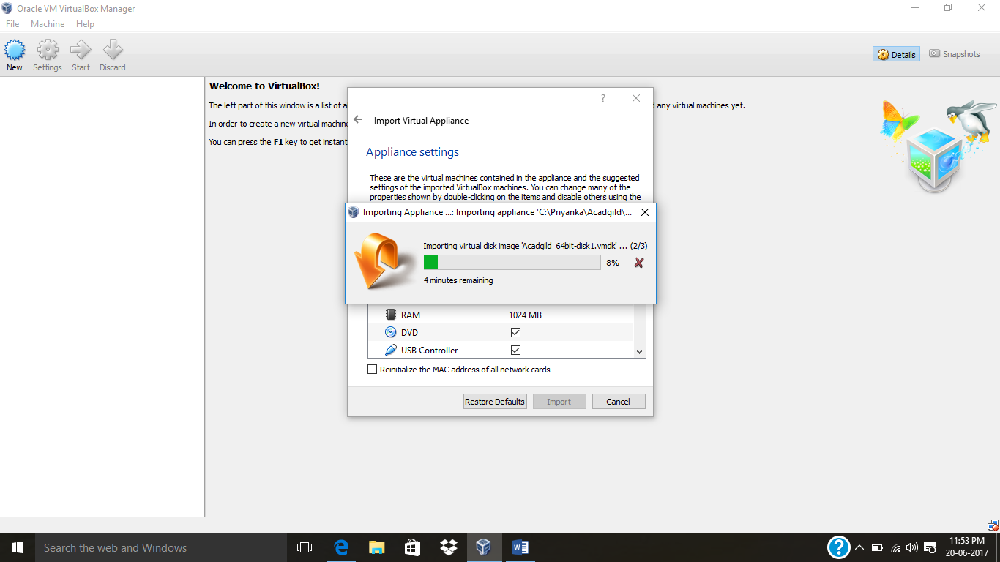 Oracle VM VirtualBox Manager
File Machine Help
New Settings Start Discard
Details Snapshots
Welcome to VirtualBox!
The left part of this window is a list of a
any virtual machines yet.
In order to create a new virtual machine
You can press the F1 key to get instant
?
Import Virtual Appliance
Appliance settings
These are the virtual machines contained in the appliance and the suggested
settings of the imported VirtualBox machines. You can change many of the
properties shown by double-clicking on the items and disable others using the
Importing Appliance ...: Importing appliance 'C:\Priyanka\Acadgild\...
Importing virtual disk image 'Acadgild_64bit-disk1.vmdk' ... (2/3)
8%
4 minutes remaining
RAM 1024 MB
DVD
USB Controller
Reinitialize the MAC address of all network cards
Restore Defaults Import Cancel
Search the web and Windows
11:53 PM
20-06-2017